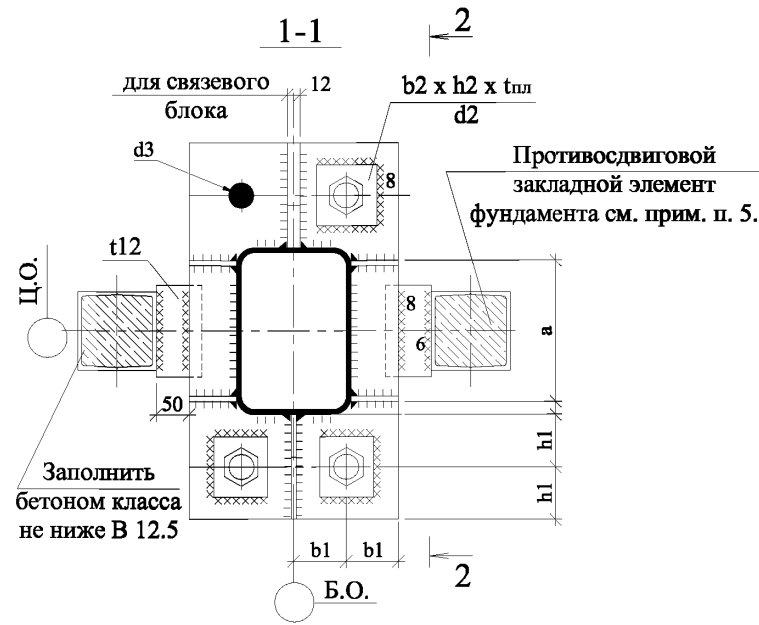 1-1
2
для связевого
блока
12
b2 x h2 x tпл
d2
d3
8
Противосдвиговой
закладной элемент
фундамента см. прим. п. 5.
t12
Ц.О.
8
6
a
50
h1
h1
Заполнить
бетоном класса
не ниже В 12.5
b1
b1
2
Б.О.